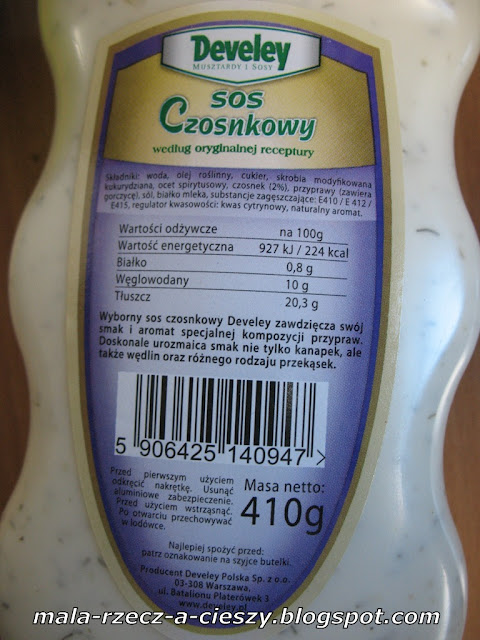 Develey
MUSZTARDY I SOSY
sos
Czosnkowy
według oryginalnej receptury
Składniki: woda, olej roślinny, cukier, skrobia modyfikowana
kukurydziana, ocet spirytusowy, czosnek (2%), przyprawy (zawiera
gorczycę), sól, białko mleka, substancje zagęszczające: E410 / E 412 /
E415, regulator kwasowości: kwas cytrynowy, naturalny aromat.
Wartości odżywcze na 100g
Wartość energetyczna 927 kJ / 224 kcal
Białko 0,8 g
Węglowodany 10 g
Tłuszcz 20,3 g
Wyborny sos czosnkowy Develey zawdzięcza swój
smak i aromat specjalnej kompozycji przypraw.
Doskonale urozmaica smak nie tylko kanapek, ale
także wędlin oraz różnego rodzaju przekąsek.
5 906425 140947 >
Przed pierwszym użyciem
odkręcić nakrętkę. Usunąć
aluminiowe zabezpieczenie.
Przed użyciem wstrząsnąć.
Po otwarciu przechowywać
w lodówce.
Masa netto:
410g
Najlepiej spożyć przed:
patrz oznakowanie na szyjce butelki.
Producent Develey Polska Sp. z o.o.
03-308 Warszawa,
ul. Batalionu Platerówek 3
www.develey.pl
mala-rzecz-a-cieszy.blogspot.com